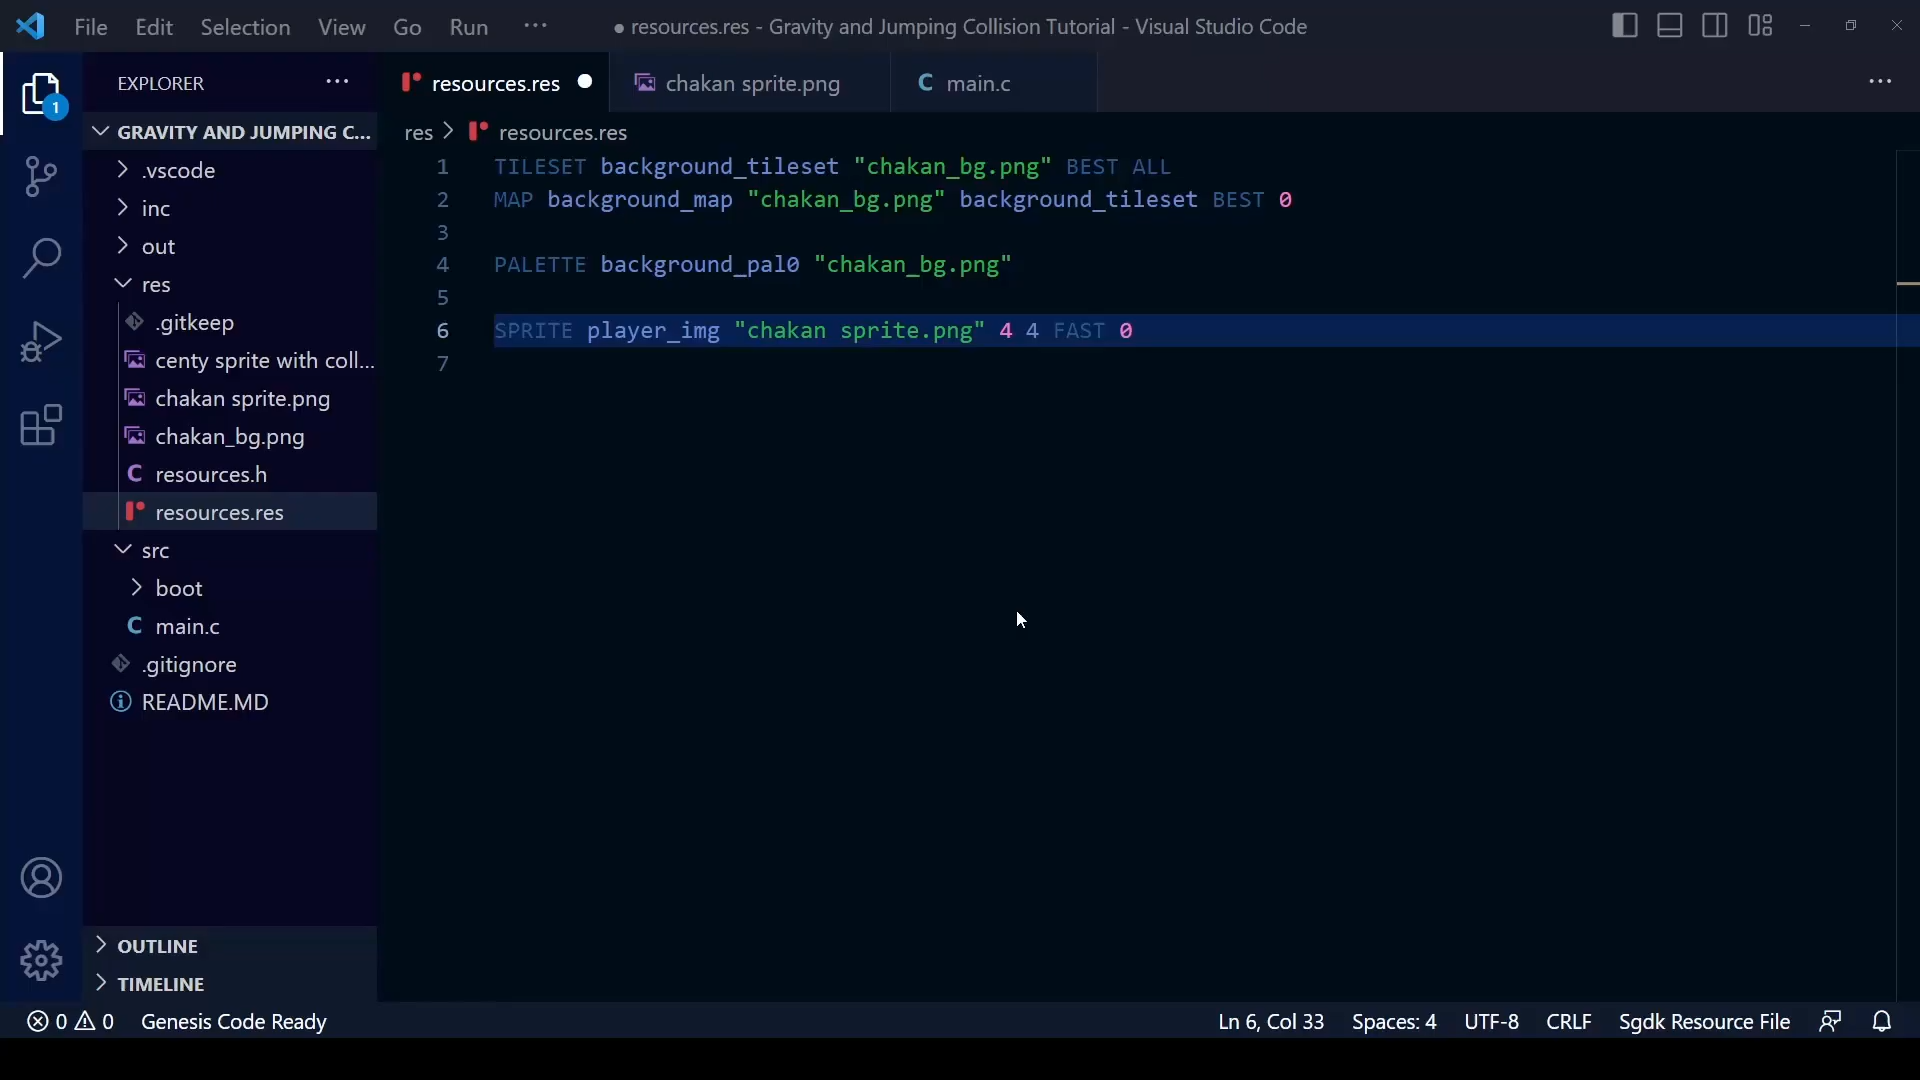 File Edit Selection View Go Run ··· ● resources.res - Gravity and Jumping Collision Tutorial - Visual Studio Code
EXPLORER ···
resources.res ●
chakan sprite.png
C main.c
···
1
GRAVITY AND JUMPING C...
.vscode
inc
out
res
.gitkeep
centy sprite with coll...
chakan sprite.png
chakan_bg.png
C resources.h
resources.res
src
boot
C main.c
.gitignore
README.MD
OUTLINE
TIMELINE
res > resources.res
1 TILESET background_tileset "chakan_bg.png" BEST ALL
2 MAP background_map "chakan_bg.png" background_tileset BEST 0
3
4 PALETTE background_pal0 "chakan_bg.png"
5
6 SPRITE player_img "chakan sprite.png" 4 4 FAST 0
7
0 0 Genesis Code Ready Ln 6, Col 33 Spaces: 4 UTF-8 CRLF Sgdk Resource File